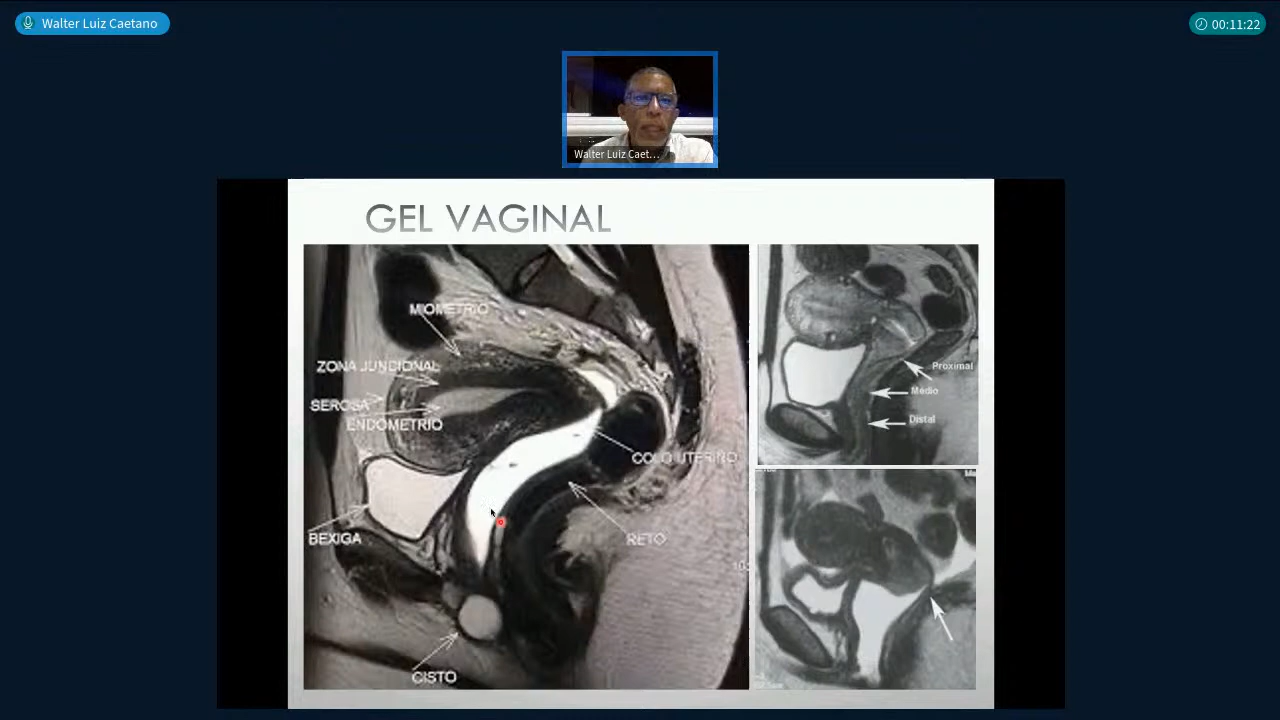 Walter Luiz Caetano
00:11:22
Walter Luiz Caet...
GEL VAGINAL
MIOMETRIO
ZONA JUNCIONAL
SEROSA
ENDOMETRIO
COLO UTERINO
BEXIGA
RETO
CISTO
Proximal
Médio
Distal